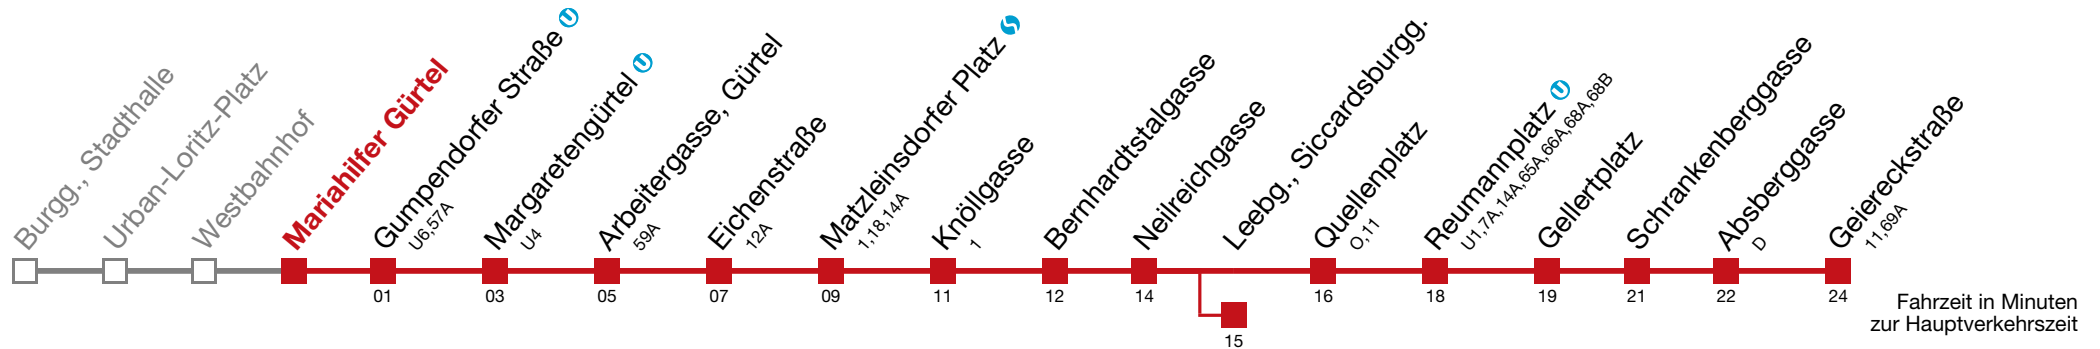 Burgg., Stadthalle
Urban-Loritz-Platz
Westbahnhof
Mariahilfer Gürtel
Gumpendorfer Straße U
U6,57A
01
Margaretengürtel U
U4
03
Arbeitergasse, Gürtel
59A
05
Eichenstraße
12A
07
Matzleinsdorfer Platz S
1,18,14A
09
Knöllgasse
1
11
Bernhardtstalgasse
12
Neilreichgasse
14
Leebg., Siccardsburgg.
15
Quellenplatz
O,11
16
Reumannplatz U
U1,7A,14A,65A,66A,68A,68B
18
Gellertplatz
19
Schrankenberggasse
21
Absberggasse
D
22
Geiereckstraße
11,69A
24
Fahrzeit in Minuten
zur Hauptverkehrszeit